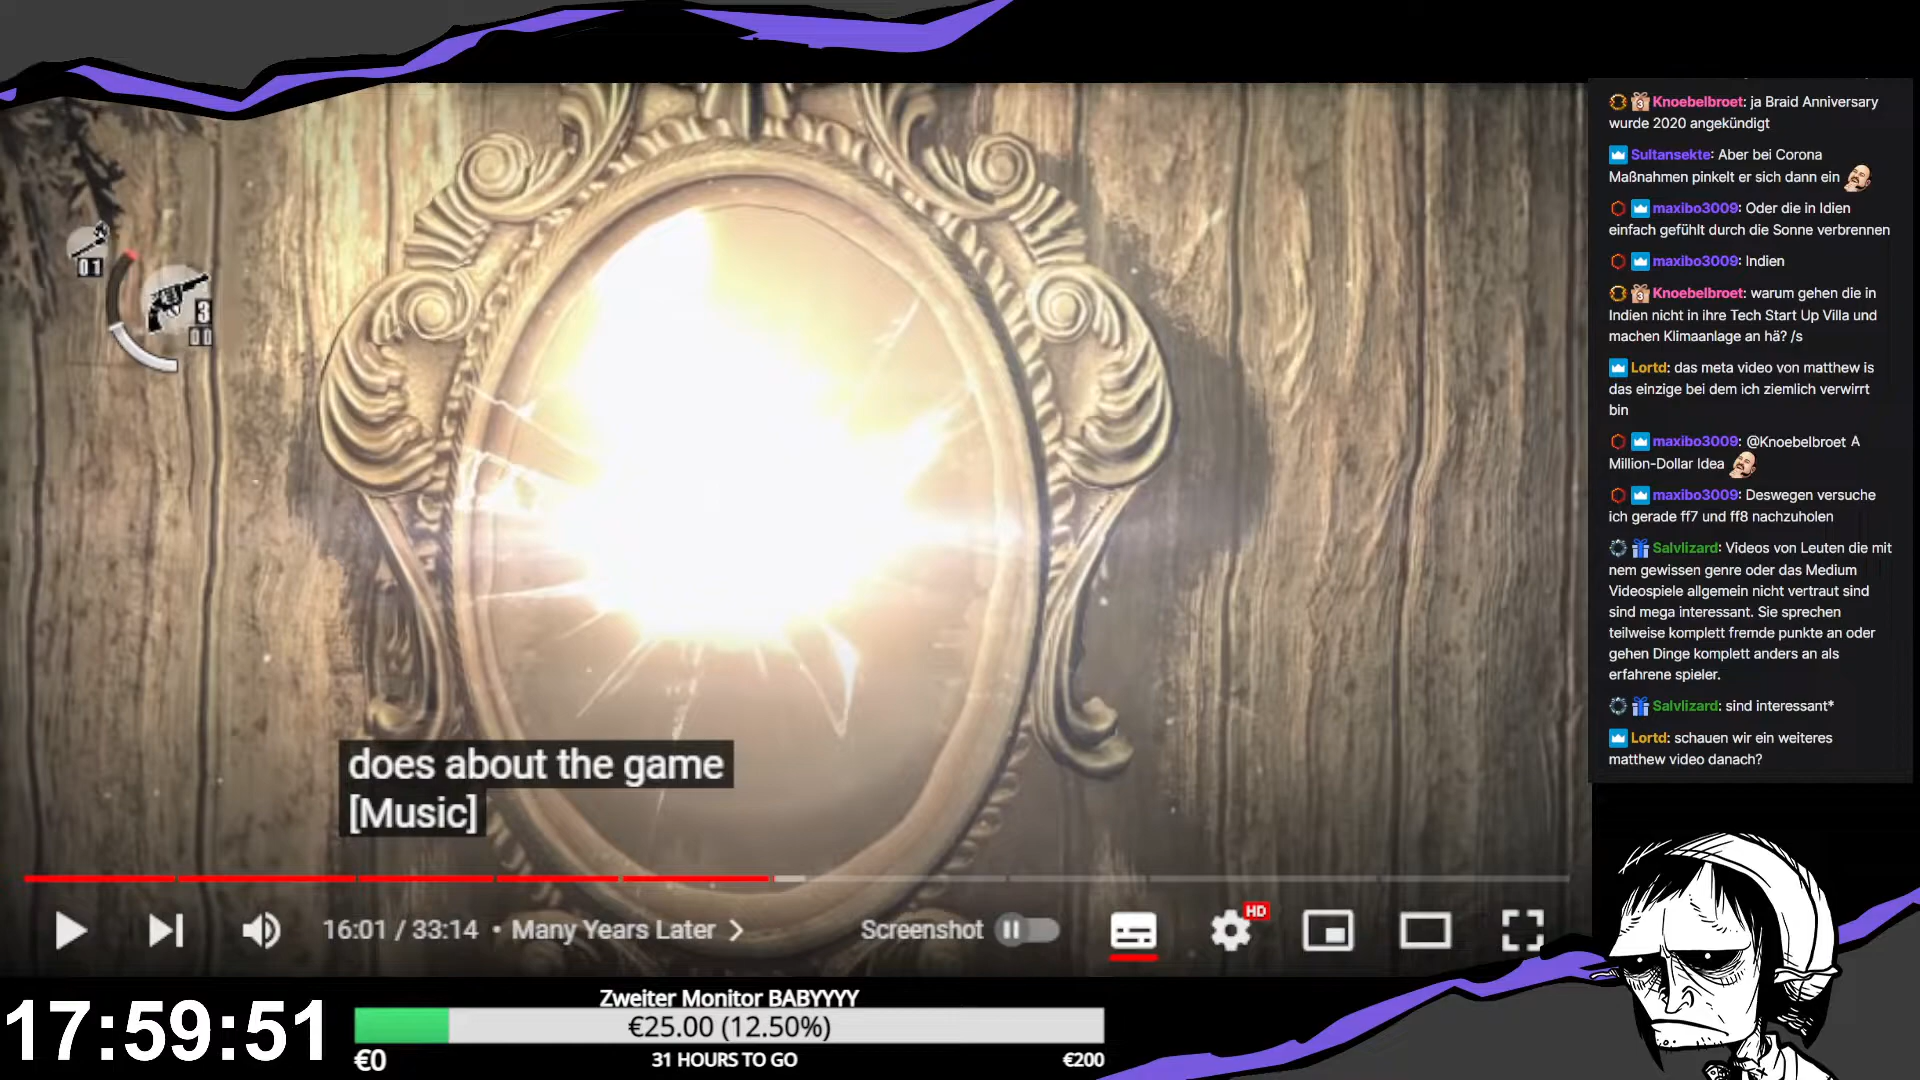 Knoebelbroet: ja Braid Anniversary
wurde 2020 angekündigt
Sultansekte: Aber bei Corona
Maßnahmen pinkelt er sich dann ein
maxibo3009: Oder die in Idien
einfach gefühlt durch die Sonne verbrennen
maxibo3009: Indien
Knoebelbroet: warum gehen die in
Indien nicht in ihre Tech Start Up Villa und
machen Klimaanlage an hä? /s
Lortd: das meta video von matthew is
das einzige bei dem ich ziemlich verwirrt
bin
maxibo3009: @Knoebelbroet A
Million-Dollar Idea
maxibo3009: Deswegen versuche
ich gerade ff7 und ff8 nachzuholen
Salvlizard: Videos von Leuten die mit
nem gewissen genre oder das Medium
Videospiele allgemein nicht vertraut sind
sind mega interessant. Sie sprechen
teilweise komplett fremde punkte an oder
gehen Dinge komplett anders an als
erfahrene spieler.
Salvlizard: sind interessant*
Lortd: schauen wir ein weiteres
matthew video danach?
01
3
00
does about the game
[Music]
16:01 / 33:14 • Many Years Later
Screenshot
HD
17:59:51
Zweiter Monitor BABYYYY
€25.00 (12.50%)
€0
31 HOURS TO GO
€200